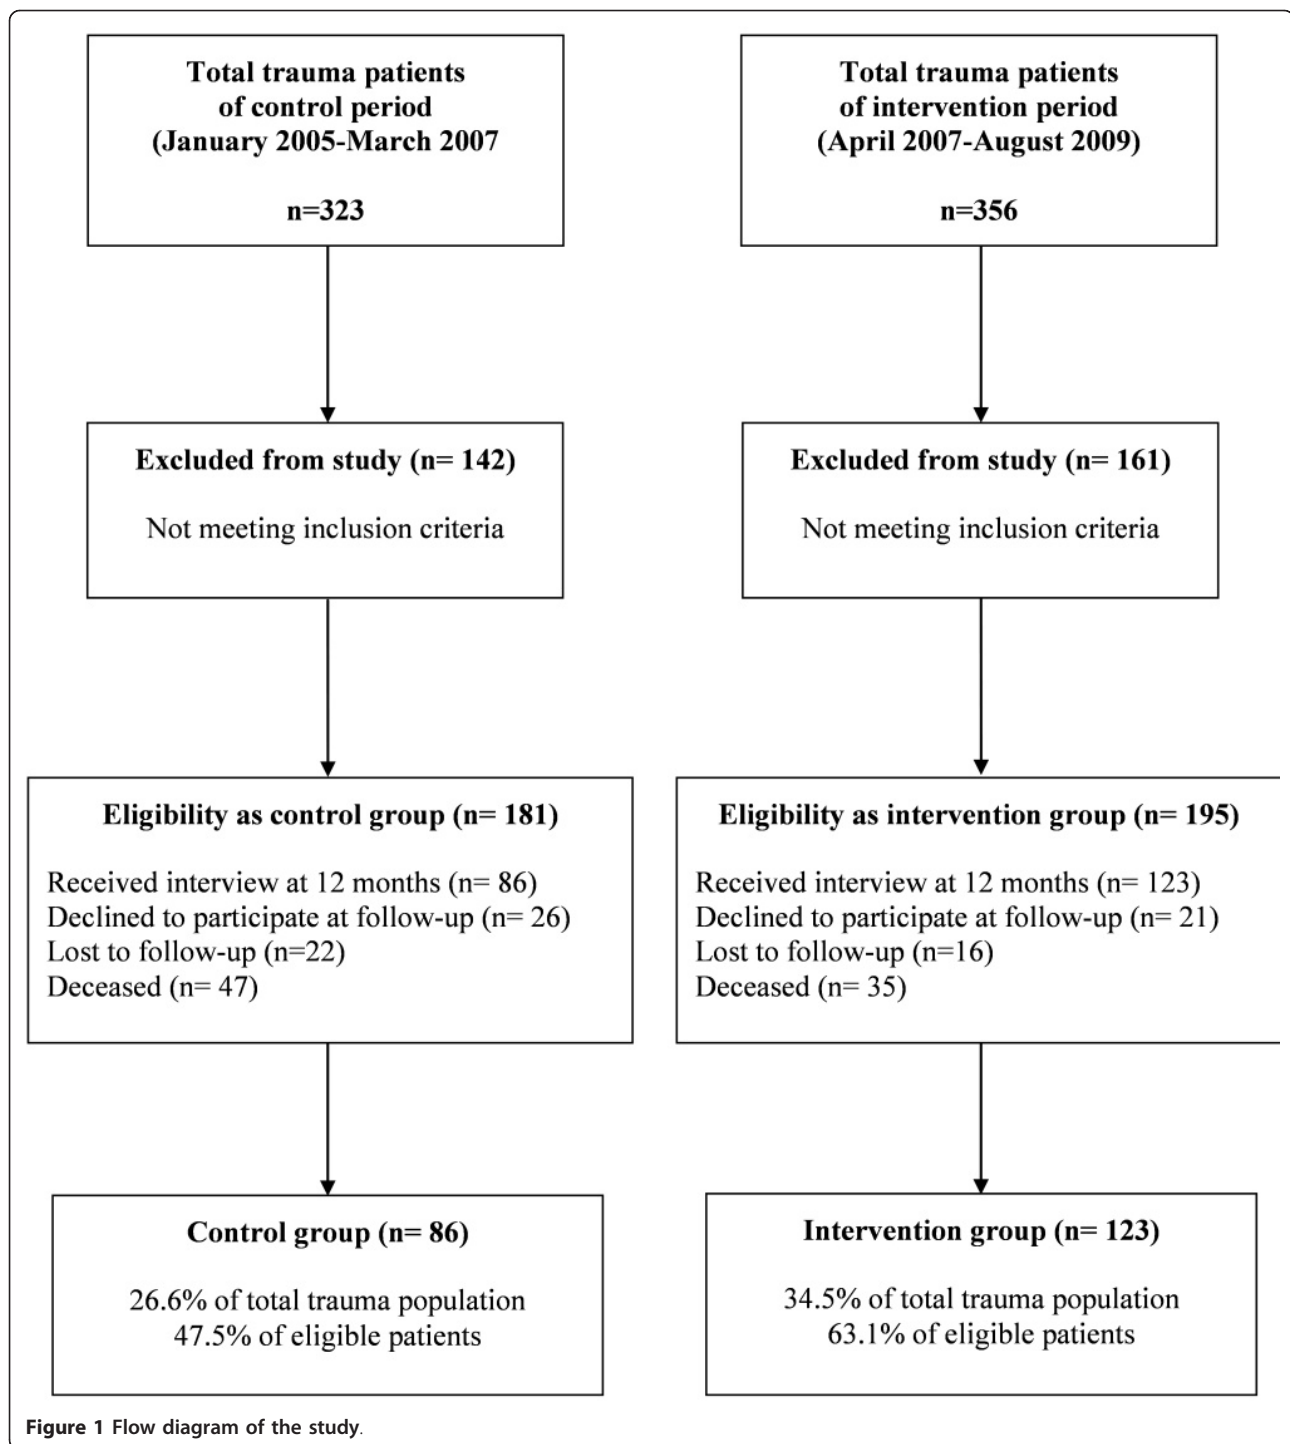 Total trauma patients
of control period
(January 2005-March 2007
n=323
Total trauma patients
of intervention period
(April 2007-August 2009)
n=356
Excluded from study (n= 142)
Not meeting inclusion criteria
Excluded from study (n= 161)
Not meeting inclusion criteria
Eligibility as control group (n= 181)
Received interview at 12 months (n= 86)
Declined to participate at follow-up (n= 26)
Lost to follow-up (n=22)
Deceased (n= 47)
Eligibility as intervention group (n= 195)
Received interview at 12 months (n= 123)
Declined to participate at follow-up (n= 21)
Lost to follow-up (n=16)
Deceased (n= 35)
Control group (n= 86)
26.6% of total trauma population
47.5% of eligible patients
Intervention group (n= 123)
34.5% of total trauma population
63.1% of eligible patients
Figure 1 Flow diagram of the study.